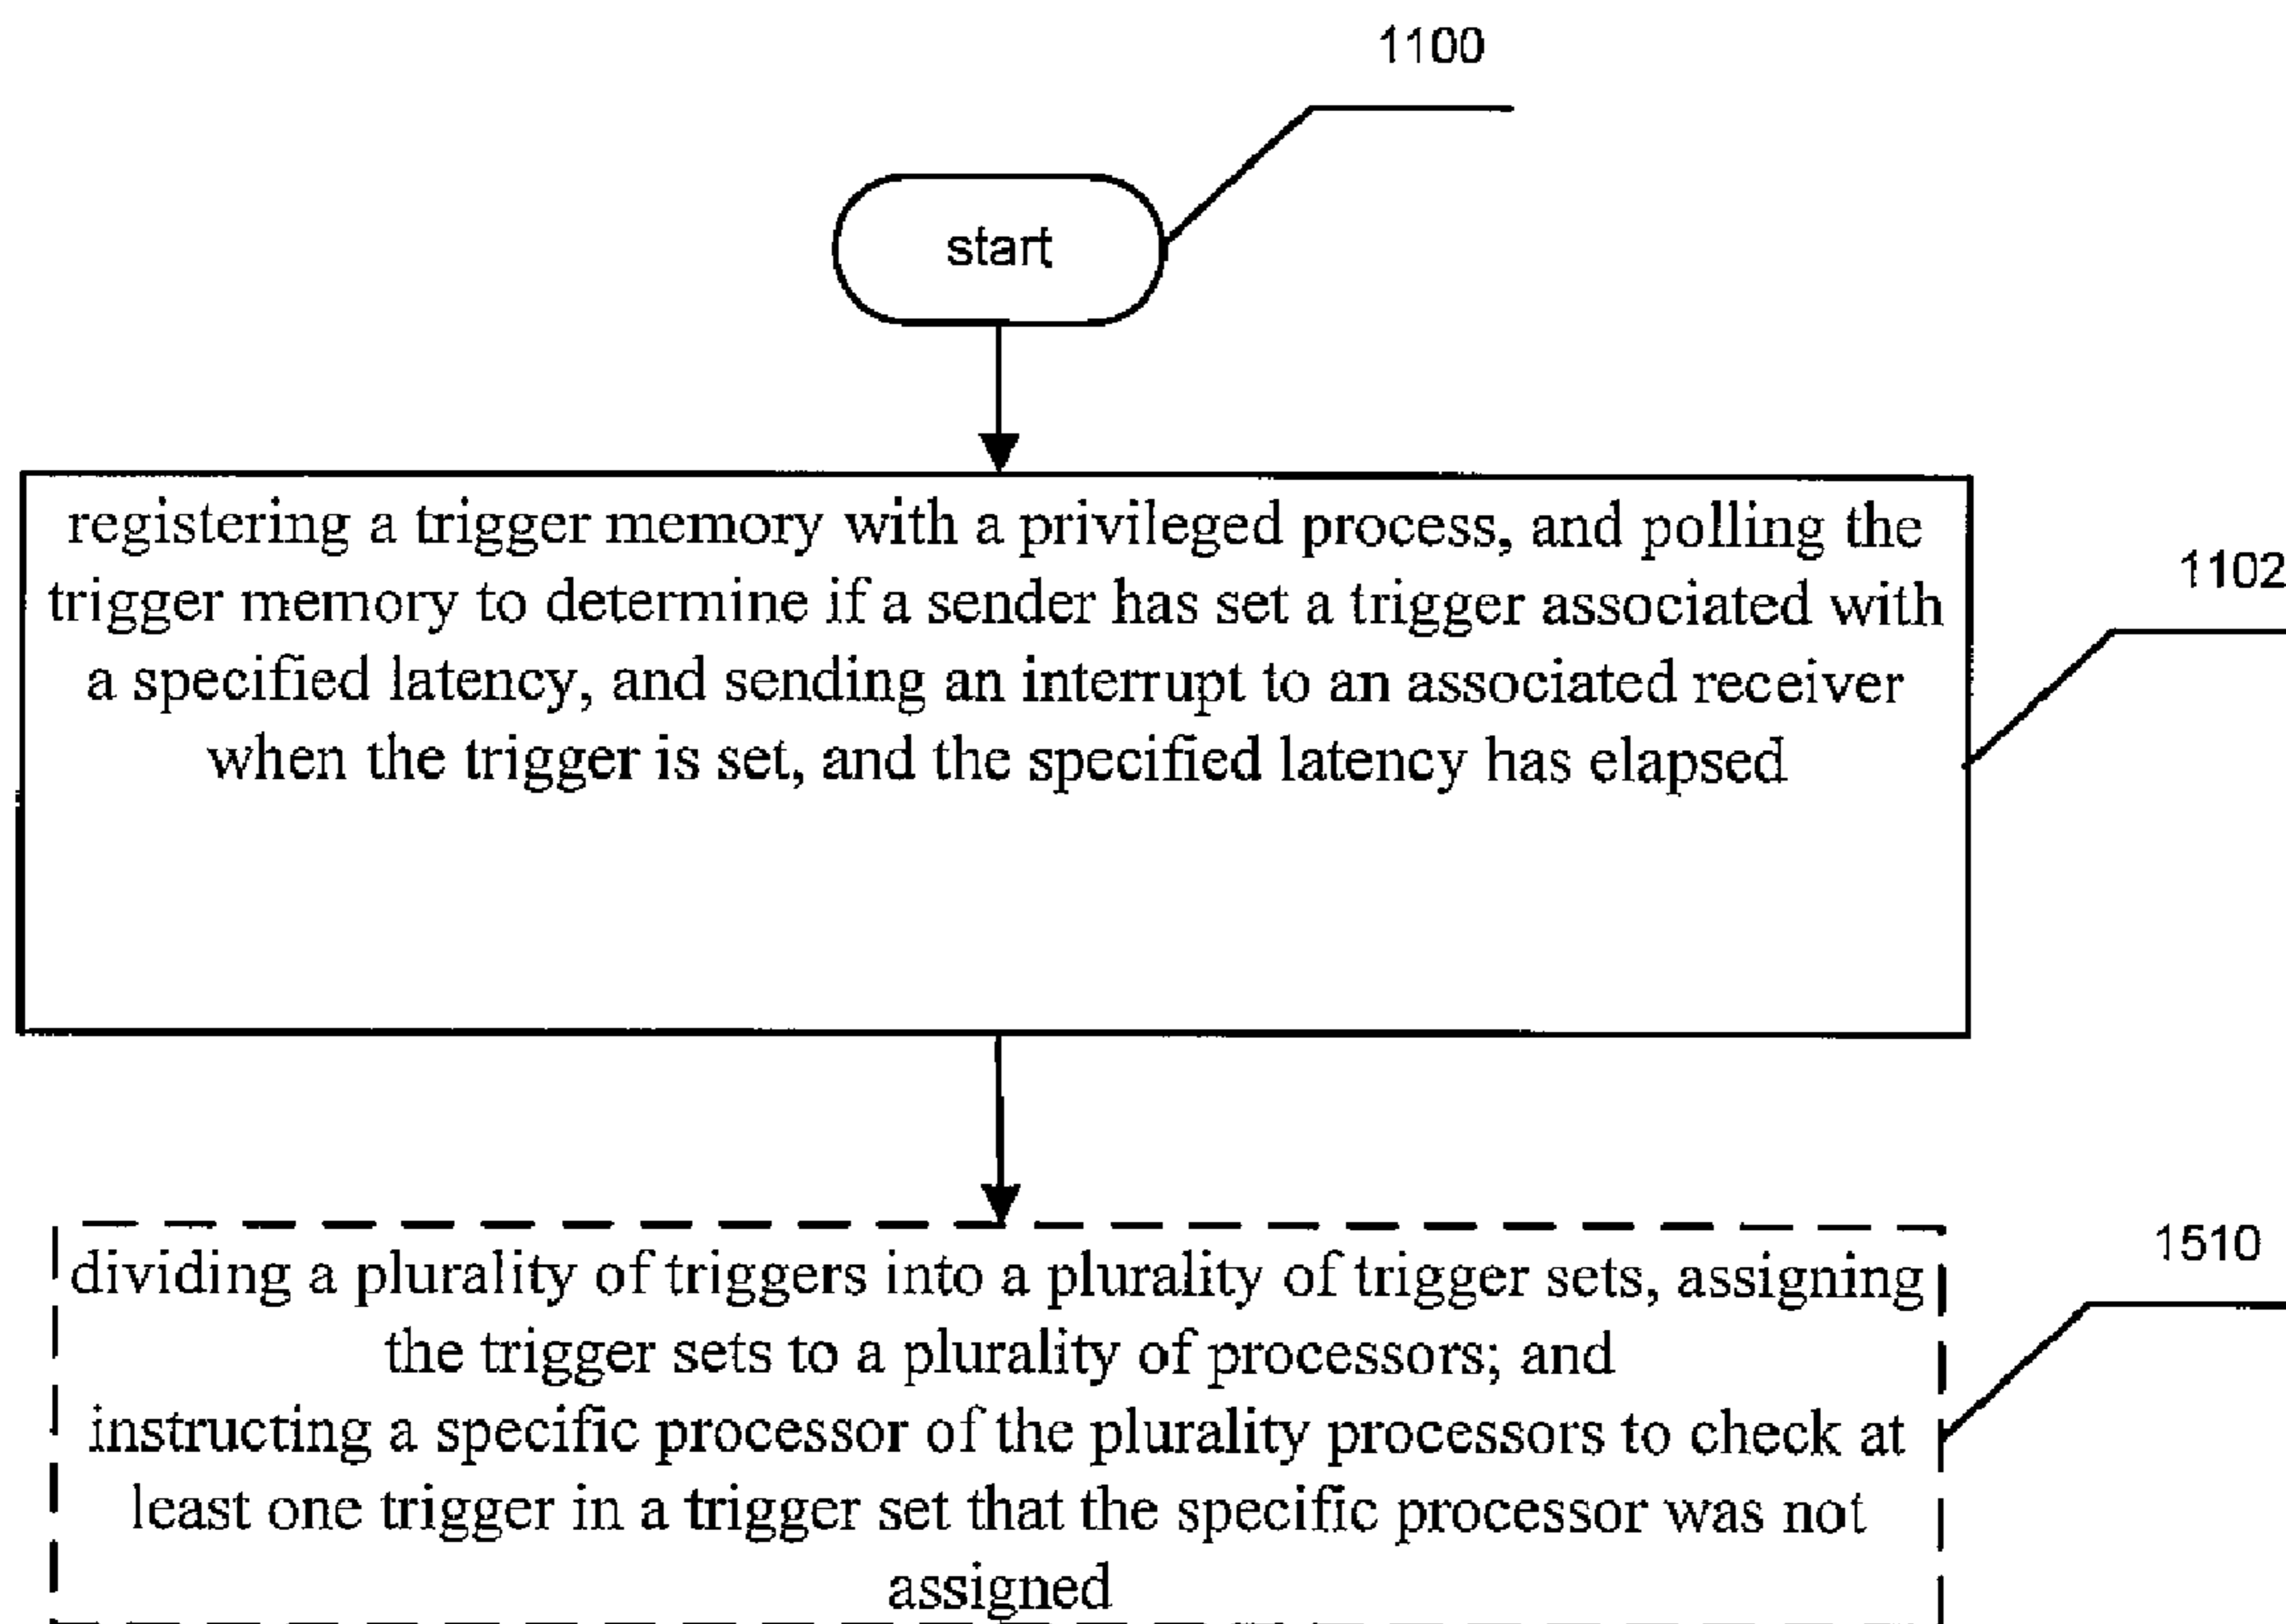 1100
start
registering a trigger memory with a privileged process, and polling the
trigger memory to determine if a sender has set a trigger associated with
a specified latency, and sending an interrupt to an associated receiver
when the trigger is set, and the specified latency has elapsed
1102
dividing a plurality of triggers into a plurality of trigger sets, assigning
the trigger sets to a plurality of processors; and
instructing a specific processor of the plurality processors to check at
least one trigger in a trigger set that the specific processor was not
assigned
1510